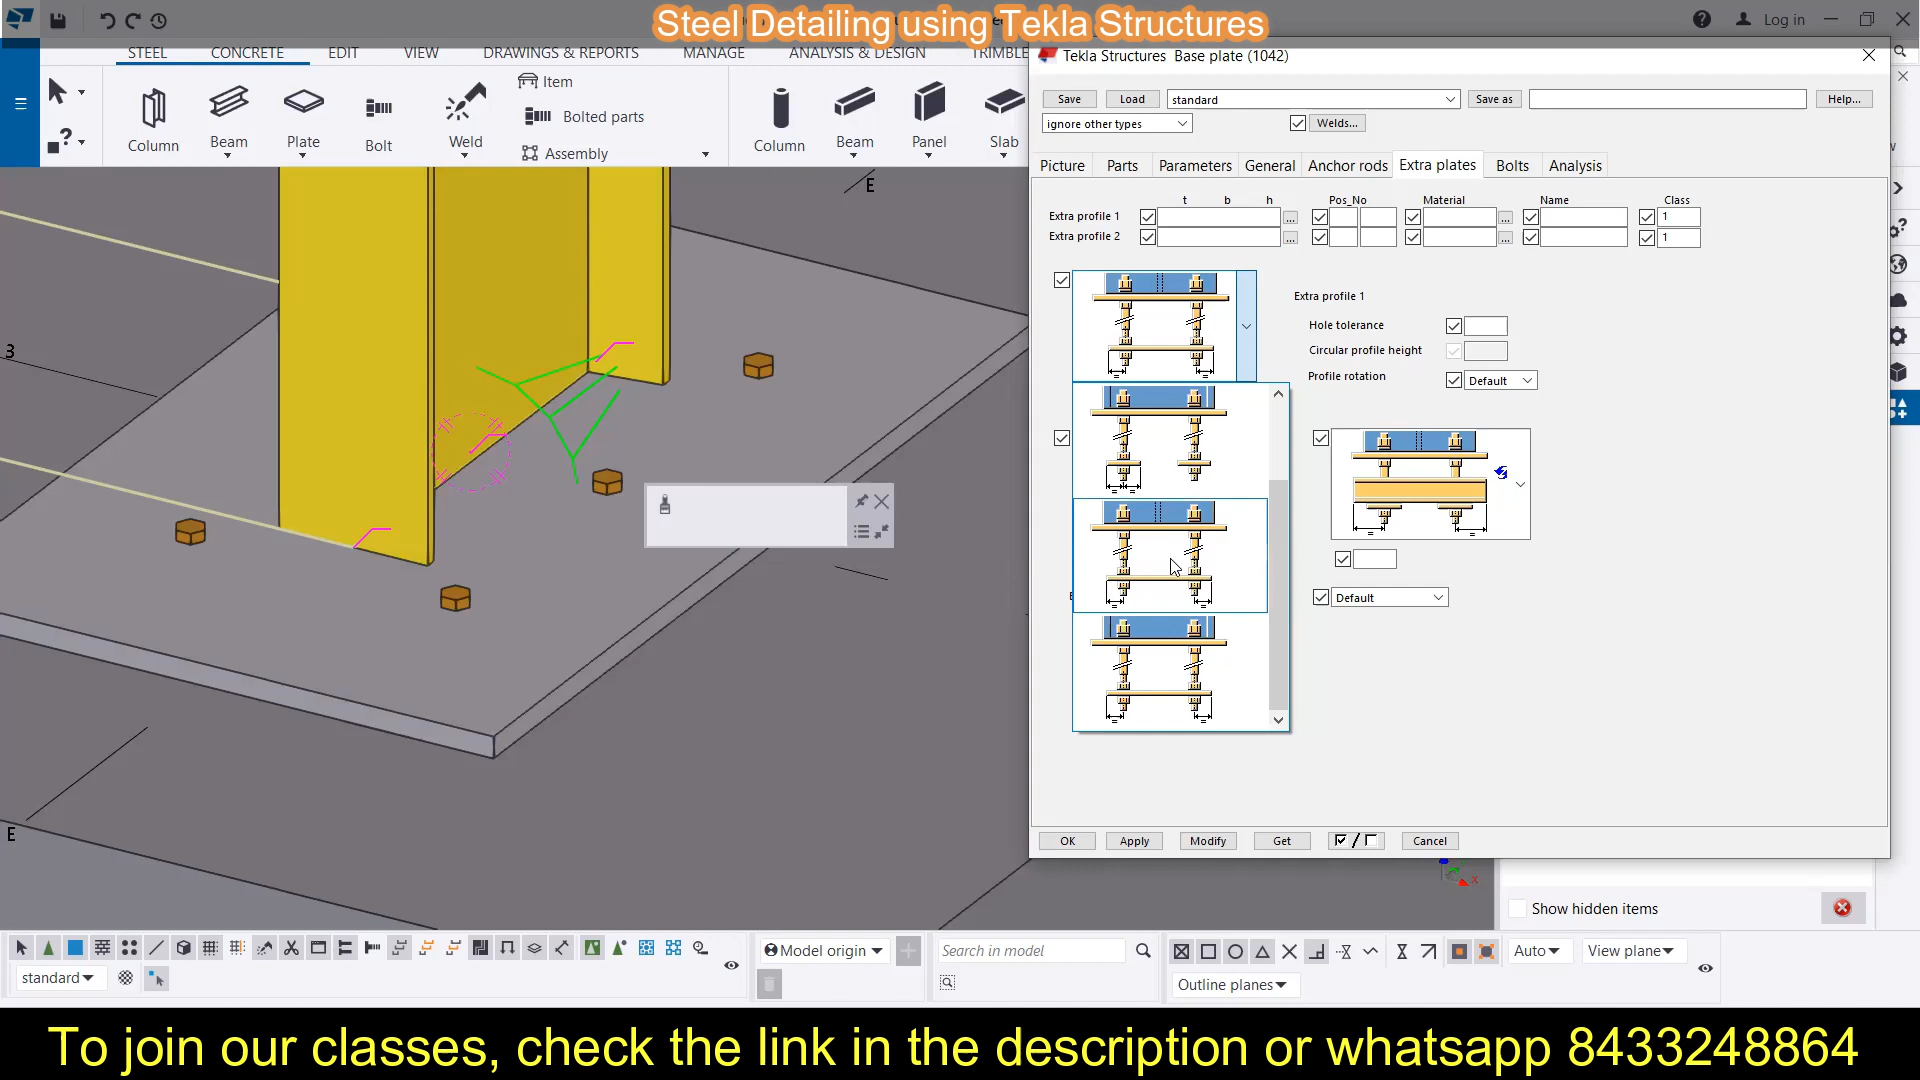 Steel Detailing using Tekla Structures
Log in
STEEL CONCRETE EDIT VIEW DRAWINGS & REPORTS MANAGE ANALYSIS & DESIGN TRIMBLE
Column Beam Plate Bolt Weld
Item
Bolted parts
Assembly
Column Beam Panel Slab
Tekla Structures Base plate (1042)
Save Load standard Save as Help...
ignore other types Welds...
Picture Parts Parameters General Anchor rods Extra plates Bolts Analysis
t b h Pos_No Material Name Class
Extra profile 1 ... ... 1
Extra profile 2 ... ... 1
Extra profile 1
Hole tolerance
Circular profile height
Profile rotation Default
Default
OK Apply Modify Get / Cancel
E
3
E
x
Show hidden items
Model origin
Search in model
Auto
View plane
standard
Outline planes
To join our classes, check the link in the description or whatsapp 8433248864